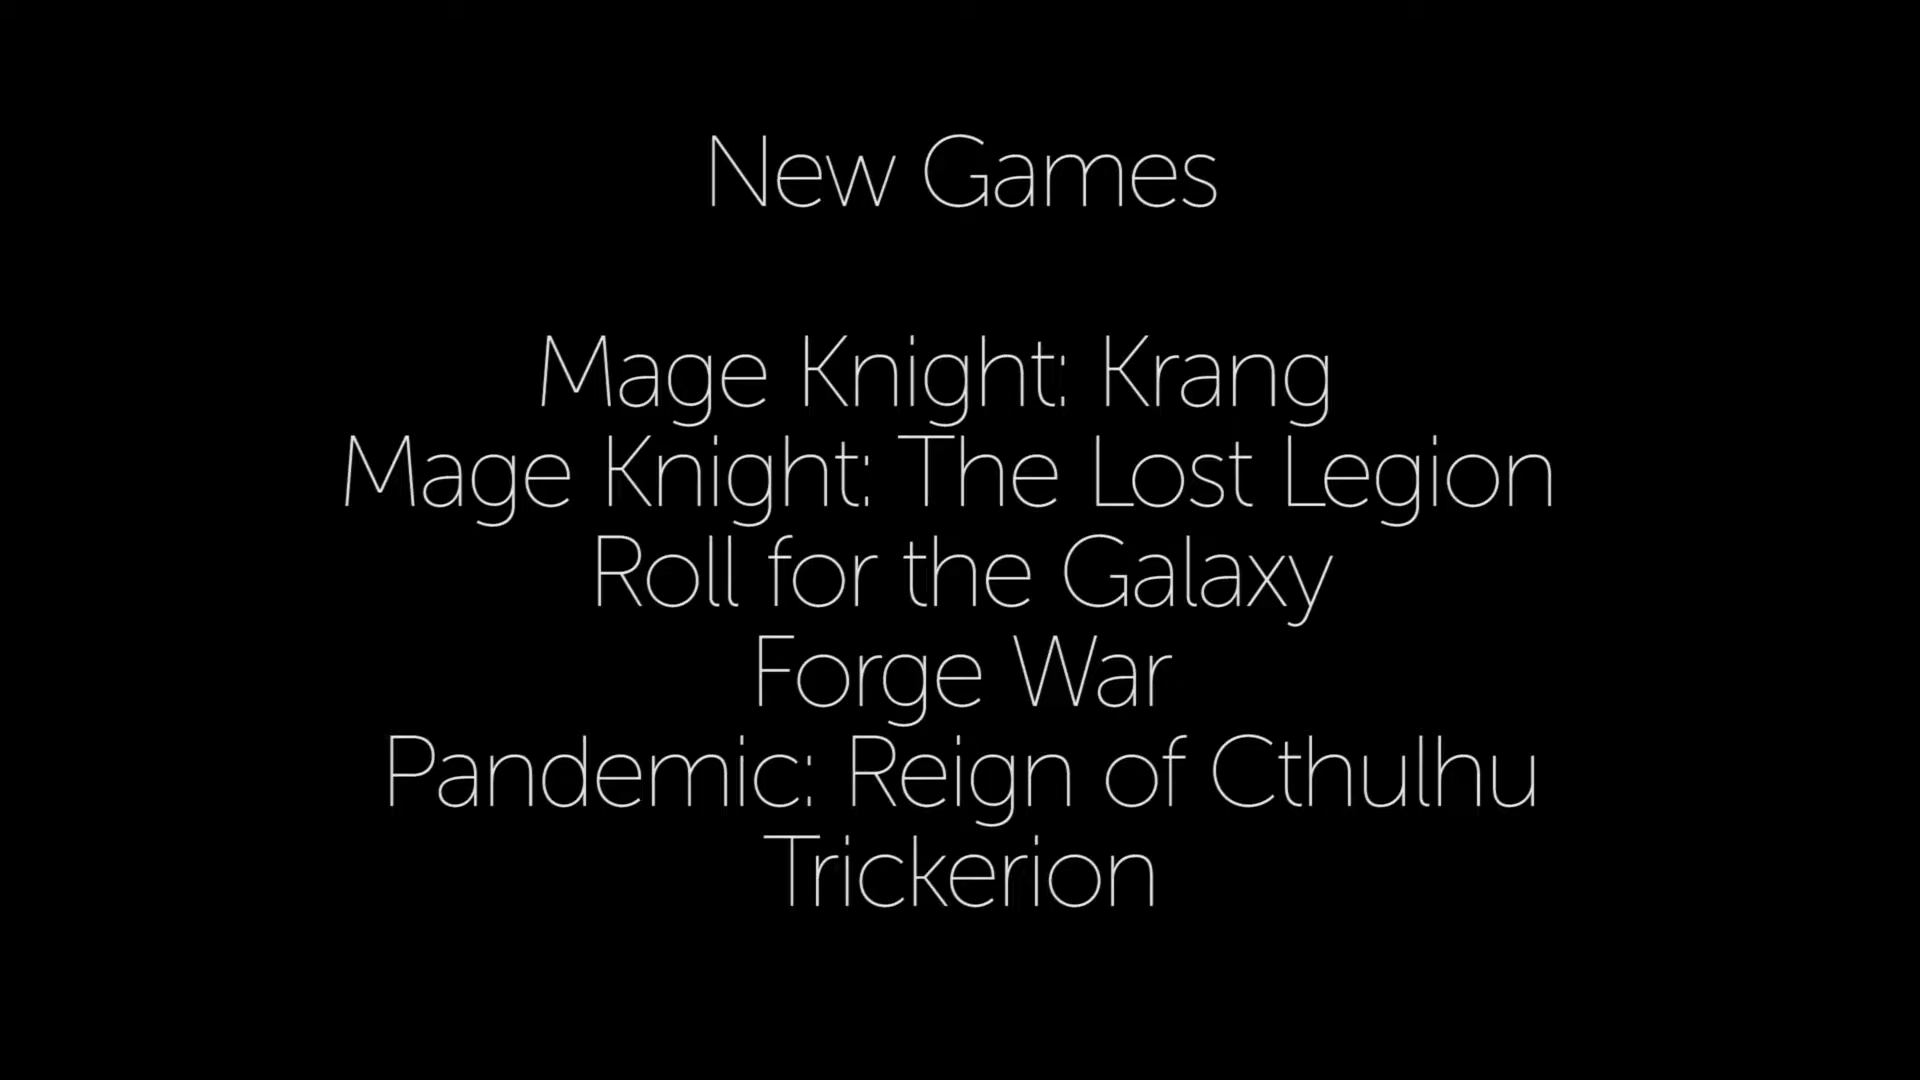 New Games
Mage Knight: Krang
Mage Knight: The Lost Legion
Roll for the Galaxy
Forge War
Pandemic: Reign of Cthulhu
Trickerion